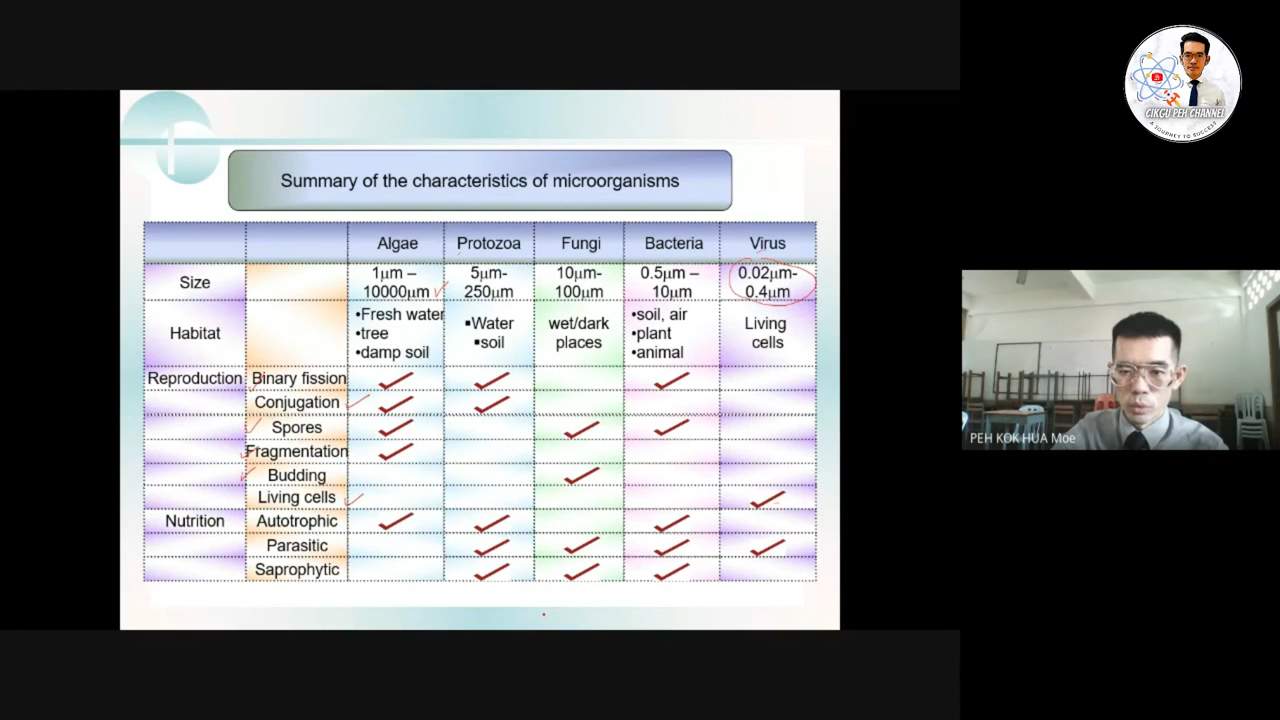 CIKGU PEH CHANNEL
A JOURNEY TO SUCCESS
Summary of the characteristics of microorganisms
Algae Protozoa Fungi Bacteria Virus
Size 1μm – 10000μm 5μm- 250μm 10μm- 100μm 0.5μm – 10μm 0.02μm- 0.4μm
Habitat •Fresh water •tree •damp soil ▪Water ▪soil wet/dark places •soil, air •plant •animal Living cells
Reproduction Binary fission
Conjugation
Spores
Fragmentation
Budding
Living cells
Nutrition Autotrophic
Parasitic
Saprophytic
PEH KOK HUA Moe